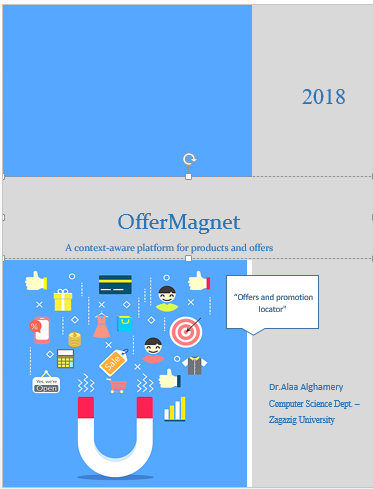 2018
OfferMagnet
A context-aware platform for products and offers
"Offers and promotion
locator"
Sale
Yes, we're
Open
Dr.Alaa Alghamery
Computer Science Dept. –
Zagazig University